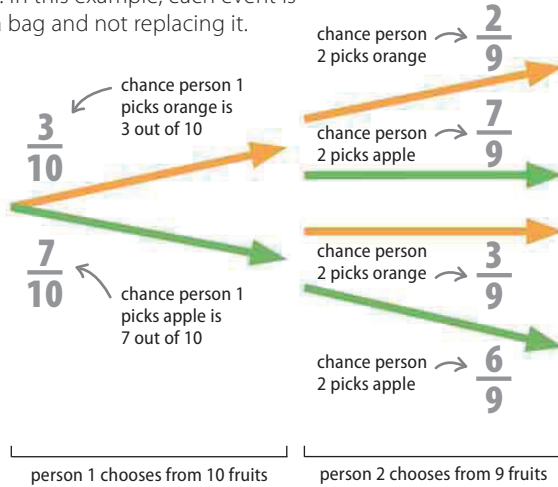 . In this example, each event is
a bag and not replacing it.
chance person 1
picks orange is
3 out of 10
3
10
7
10
chance person 1
picks apple is
7 out of 10
chance person
2 picks orange
2
9
chance person
2 picks apple
7
9
chance person
2 picks orange
3
9
chance person
2 picks apple
6
9
person 1 chooses from 10 fruits
person 2 chooses from 9 fruits